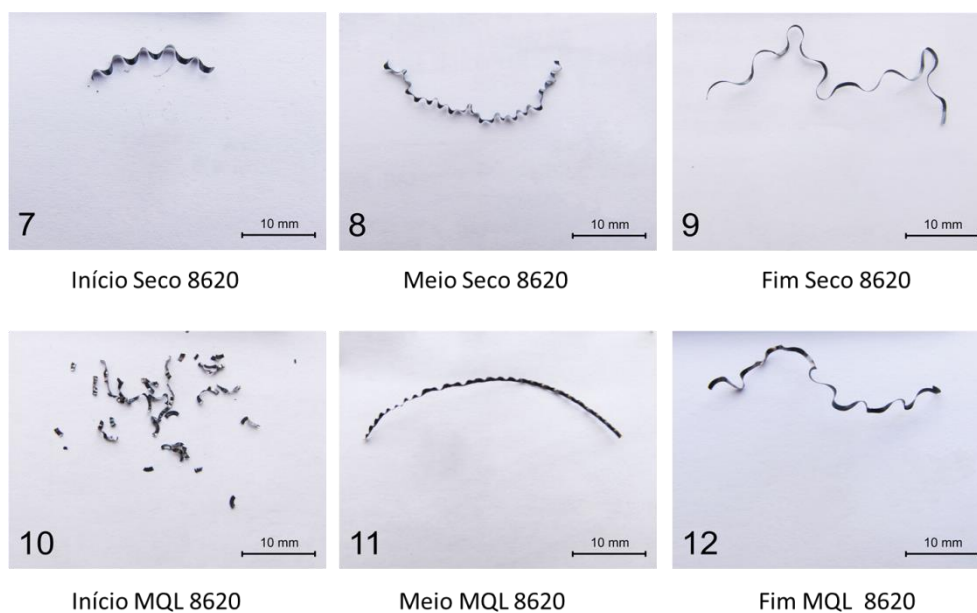 7
10 mm
8
10 mm
9
10 mm
Início Seco 8620
Meio Seco 8620
Fim Seco 8620
10
10 mm
11
10 mm
12
10 mm
Início MQL 8620
Meio MQL 8620
Fim MQL 8620